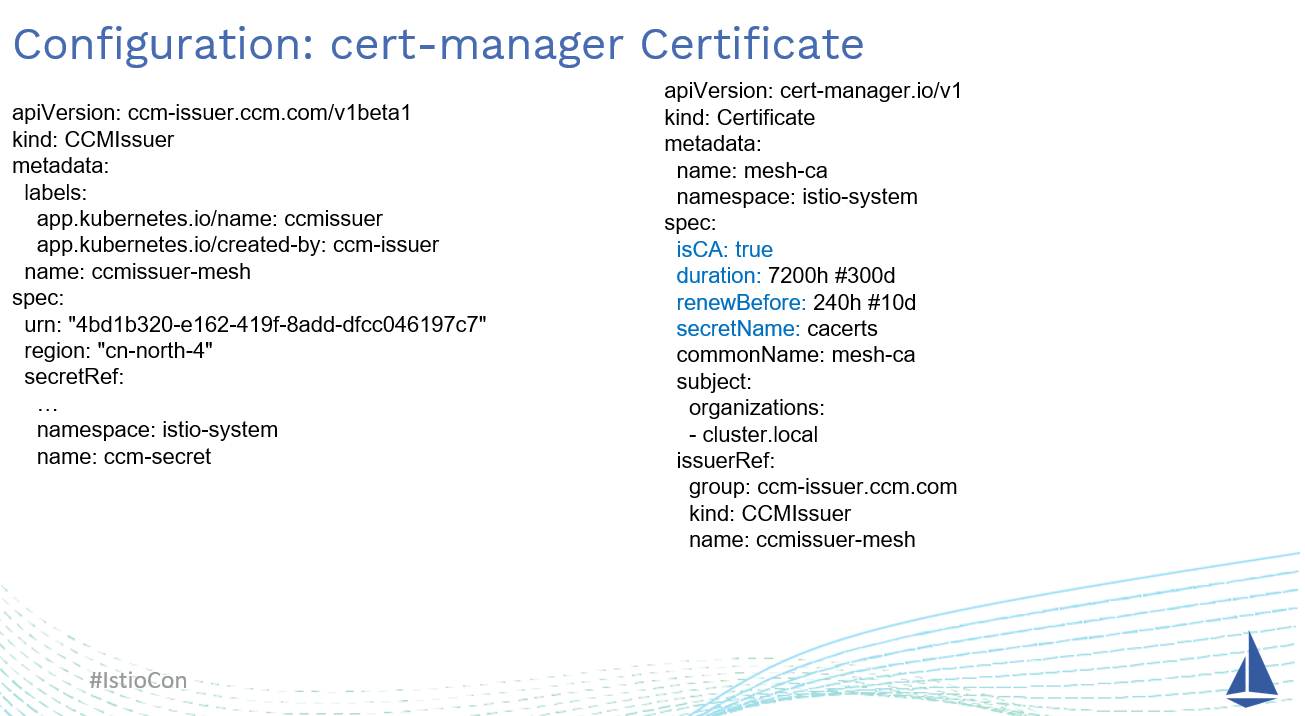 Configuration: cert-manager Certificate
apiVersion: ccm-issuer.ccm.com/v1beta1
kind: CCMIssuer
metadata:
  labels:
    app.kubernetes.io/name: ccmissuer
    app.kubernetes.io/created-by: ccm-issuer
  name: ccmissuer-mesh
spec:
  urn: "4bd1b320-e162-419f-8add-dfcc046197c7"
  region: "cn-north-4"
  secretRef:
    …
    namespace: istio-system
    name: ccm-secret
apiVersion: cert-manager.io/v1
kind: Certificate
metadata:
  name: mesh-ca
  namespace: istio-system
spec:
  isCA: true
  duration: 7200h #300d
  renewBefore: 240h #10d
  secretName: cacerts
  commonName: mesh-ca
  subject:
    organizations:
    - cluster.local
  issuerRef:
    group: ccm-issuer.ccm.com
    kind: CCMIssuer
    name: ccmissuer-mesh
#IstioCon